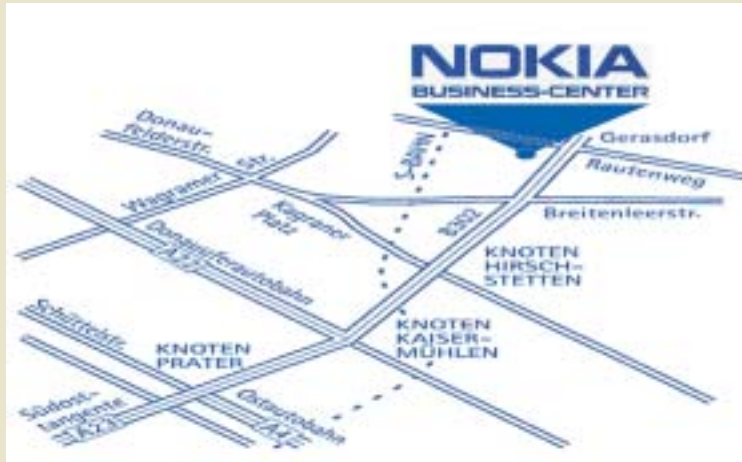 NOKIA
BUSINESS-CENTER
Donau-
felderstr.
Wagramer Str.
S-BAHN
Gerasdorf
Rautenweg
Kagraner
Platz
B302
Breitenleerstr.
Donauuferautobahn
A22
KNOTEN
HIRSCH-
STETTEN
Schüttelstr.
KNOTEN
PRATER
KNOTEN
KAISER-
MÜHLEN
Südost-
tangente
A23
Ostautobahn
A4